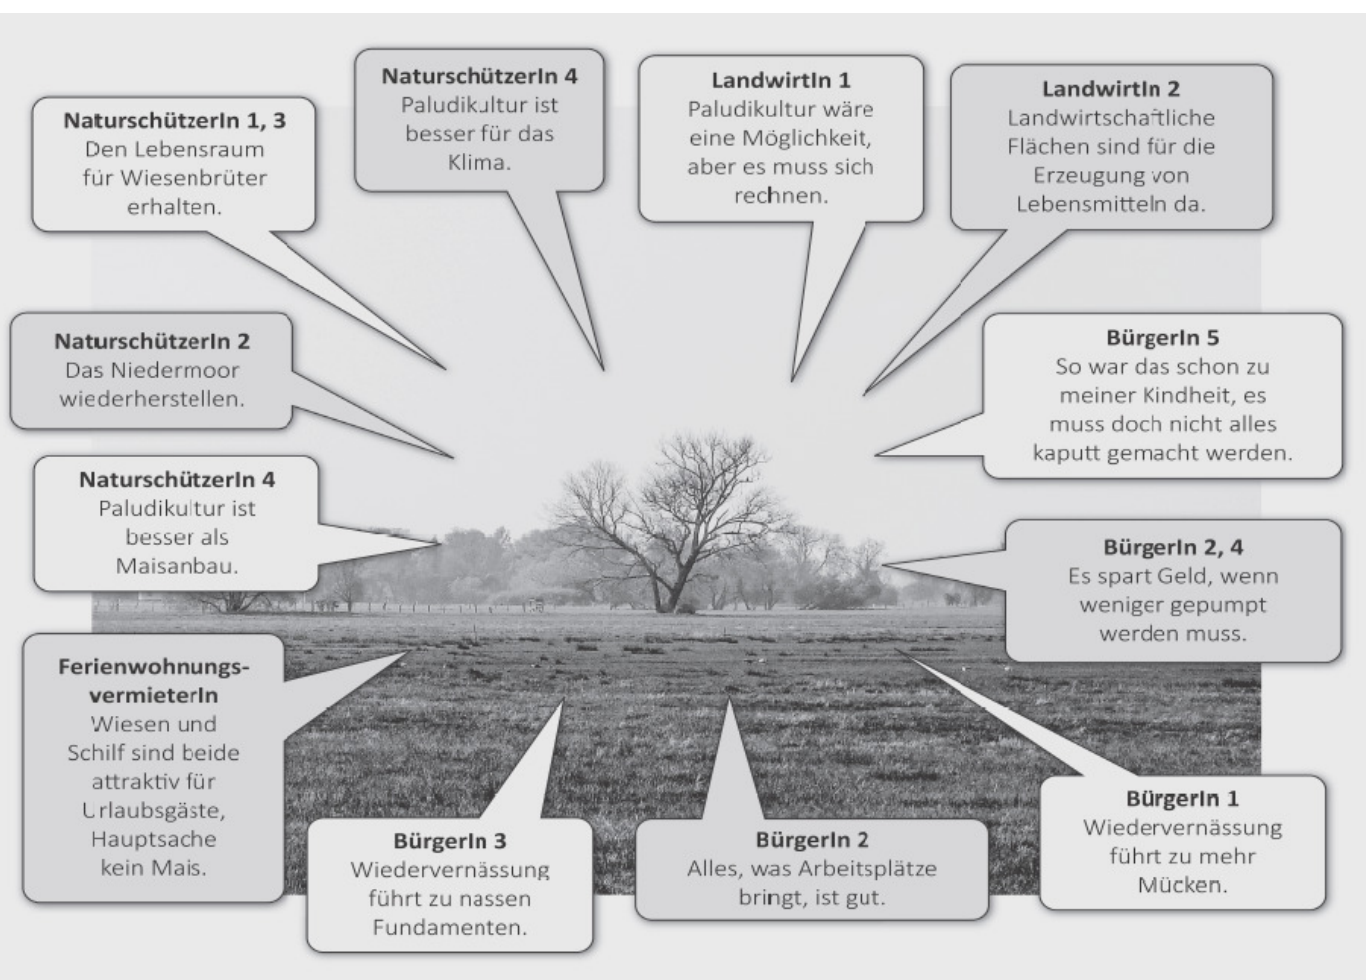 NaturschützerIn 4
Paludikultur ist
besser für das
Klima.
LandwirtIn 1
Paludikultur wäre
eine Möglichkeit,
aber es muss sich
rechnen.
LandwirtIn 2
Landwirtschaftliche
Flächen sind für die
Erzeugung von
Lebensmitteln da.
NaturschützerIn 1, 3
Den Lebensraum
für Wiesenbrüter
erhalten.
NaturschützerIn 2
Das Niedermoor
wiederherstellen.
BürgerIn 5
So war das schon zu
meiner Kindheit, es
muss doch nicht alles
kaputt gemacht werden.
NaturschützerIn 4
Paludikultur ist
besser als
Maisanbau.
BürgerIn 2, 4
Es spart Geld, wenn
weniger gepumpt
werden muss.
Ferienwohnungs-
vermieterIn
Wiesen und
Schilf sind beide
attraktiv für
Urlaubsgäste,
Hauptsache
kein Mais.
BürgerIn 3
Wiedervernässung
führt zu nassen
Fundamenten.
BürgerIn 2
Alles, was Arbeitsplätze
bringt, ist gut.
BürgerIn 1
Wiedervernässung
führt zu mehr
Mücken.